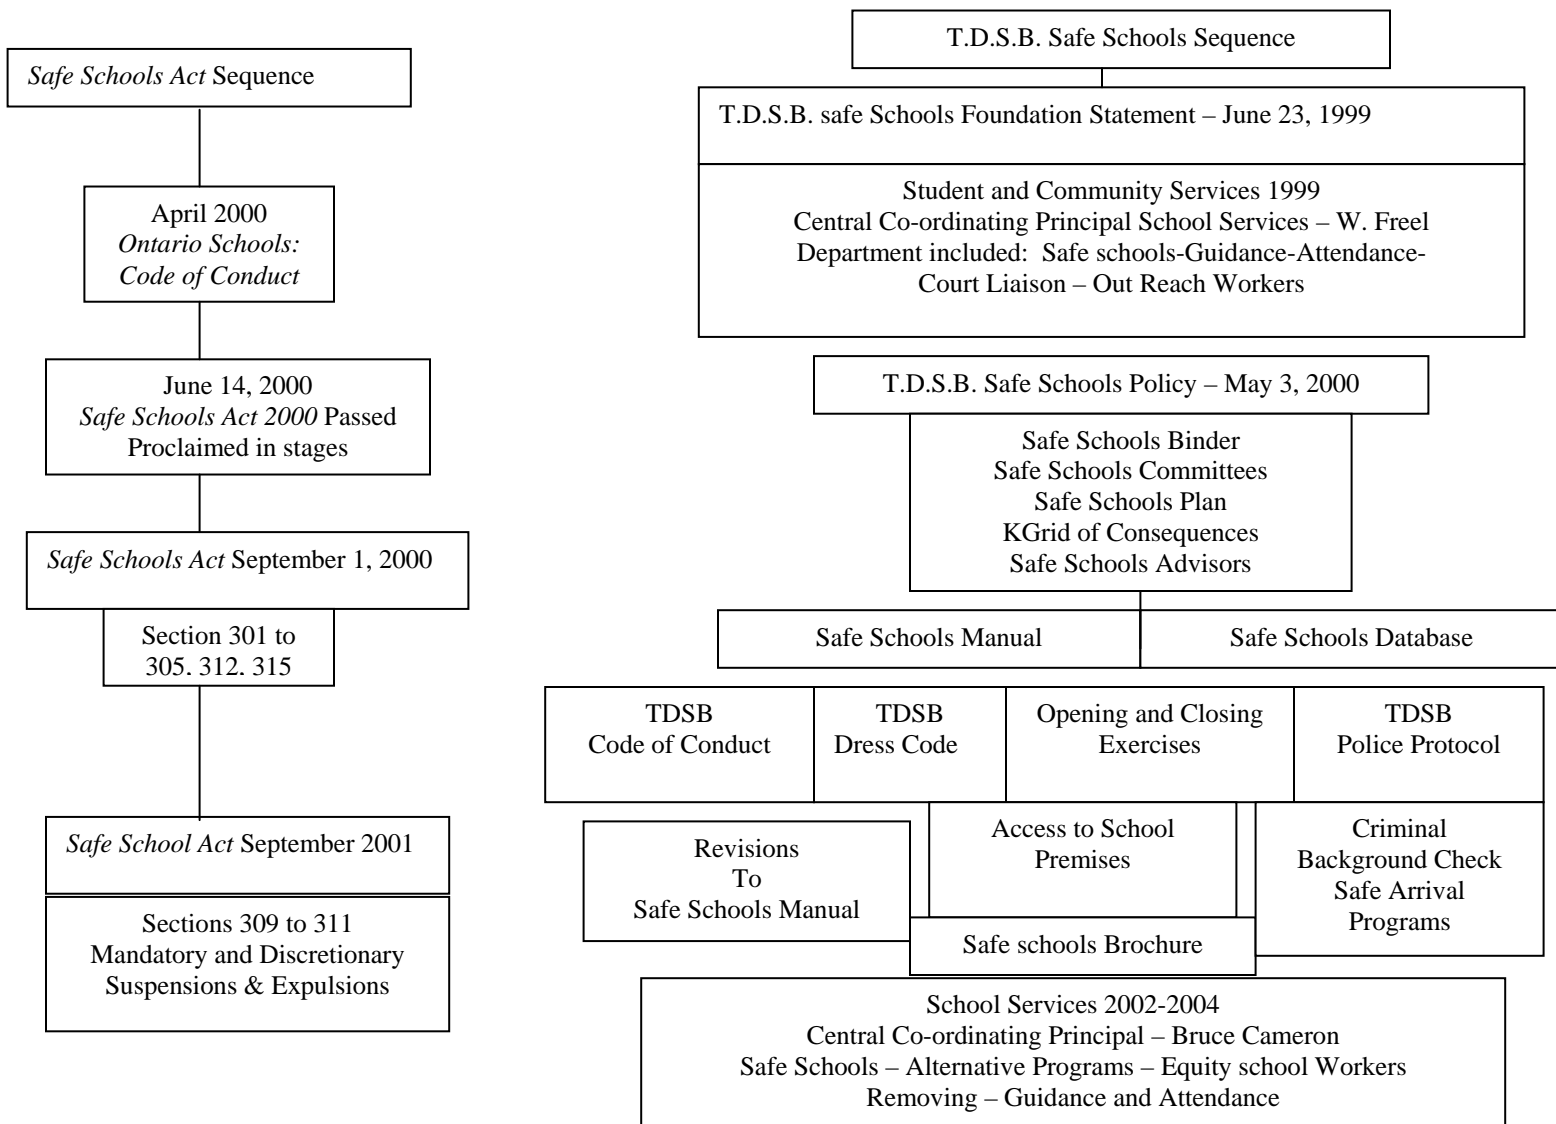 Safe Schools Act Sequence
April 2000
Ontario Schools:
Code of Conduct
June 14, 2000
Safe Schools Act 2000 Passed
Proclaimed in stages
Safe Schools Act September 1, 2000
Section 301 to
305, 312, 315
Safe School Act September 2001
Sections 309 to 311
Mandatory and Discretionary
Suspensions & Expulsions
T.D.S.B. Safe Schools Sequence
T.D.S.B. safe Schools Foundation Statement – June 23, 1999
Student and Community Services 1999
Central Co-ordinating Principal School Services – W. Freel
Department included:  Safe schools-Guidance-Attendance-
Court Liaison – Out Reach Workers
T.D.S.B. Safe Schools Policy – May 3, 2000
Safe Schools Binder
Safe Schools Committees
Safe Schools Plan
KGrid of Consequences
Safe Schools Advisors
Safe Schools Manual
Safe Schools Database
TDSB
Code of Conduct
TDSB
Dress Code
Opening and Closing
Exercises
TDSB
Police Protocol
Revisions
To
Safe Schools Manual
Access to School
Premises
Criminal
Background Check
Safe Arrival
Programs
Safe schools Brochure
School Services 2002-2004
Central Co-ordinating Principal – Bruce Cameron
Safe Schools – Alternative Programs – Equity school Workers
Removing – Guidance and Attendance